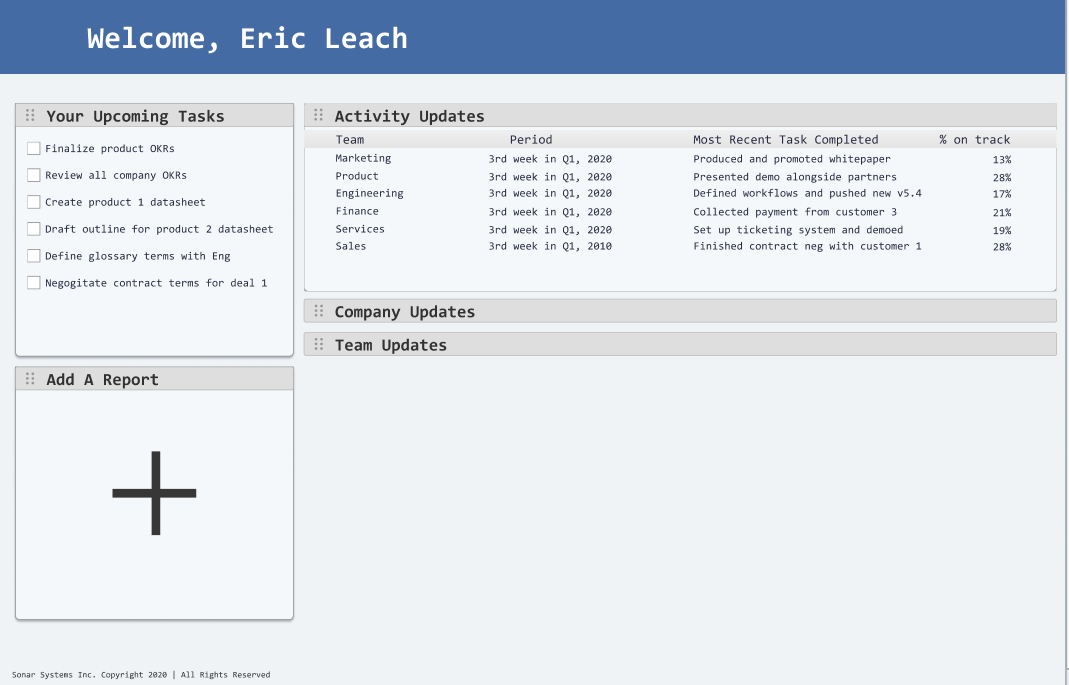 Welcome, Eric Leach
Your Upcoming Tasks
Finalize product OKRs
Review all company OKRs
Create product 1 datasheet
Draft outline for product 2 datasheet
Define glossary terms with Eng
Negogitate contract terms for deal 1
Add A Report
Activity Updates
Team Period Most Recent Task Completed % on track
Marketing 3rd week in Q1, 2020 Produced and promoted whitepaper 13%
Product 3rd week in Q1, 2020 Presented demo alongside partners 28%
Engineering 3rd week in Q1, 2020 Defined workflows and pushed new v5.4 17%
Finance 3rd week in Q1, 2020 Collected payment from customer 3 21%
Services 3rd week in Q1, 2020 Set up ticketing system and demoed 19%
Sales 3rd week in Q1, 2010 Finished contract neg with customer 1 28%
Company Updates
Team Updates
Sonar Systems Inc. Copyright 2020 | All Rights Reserved